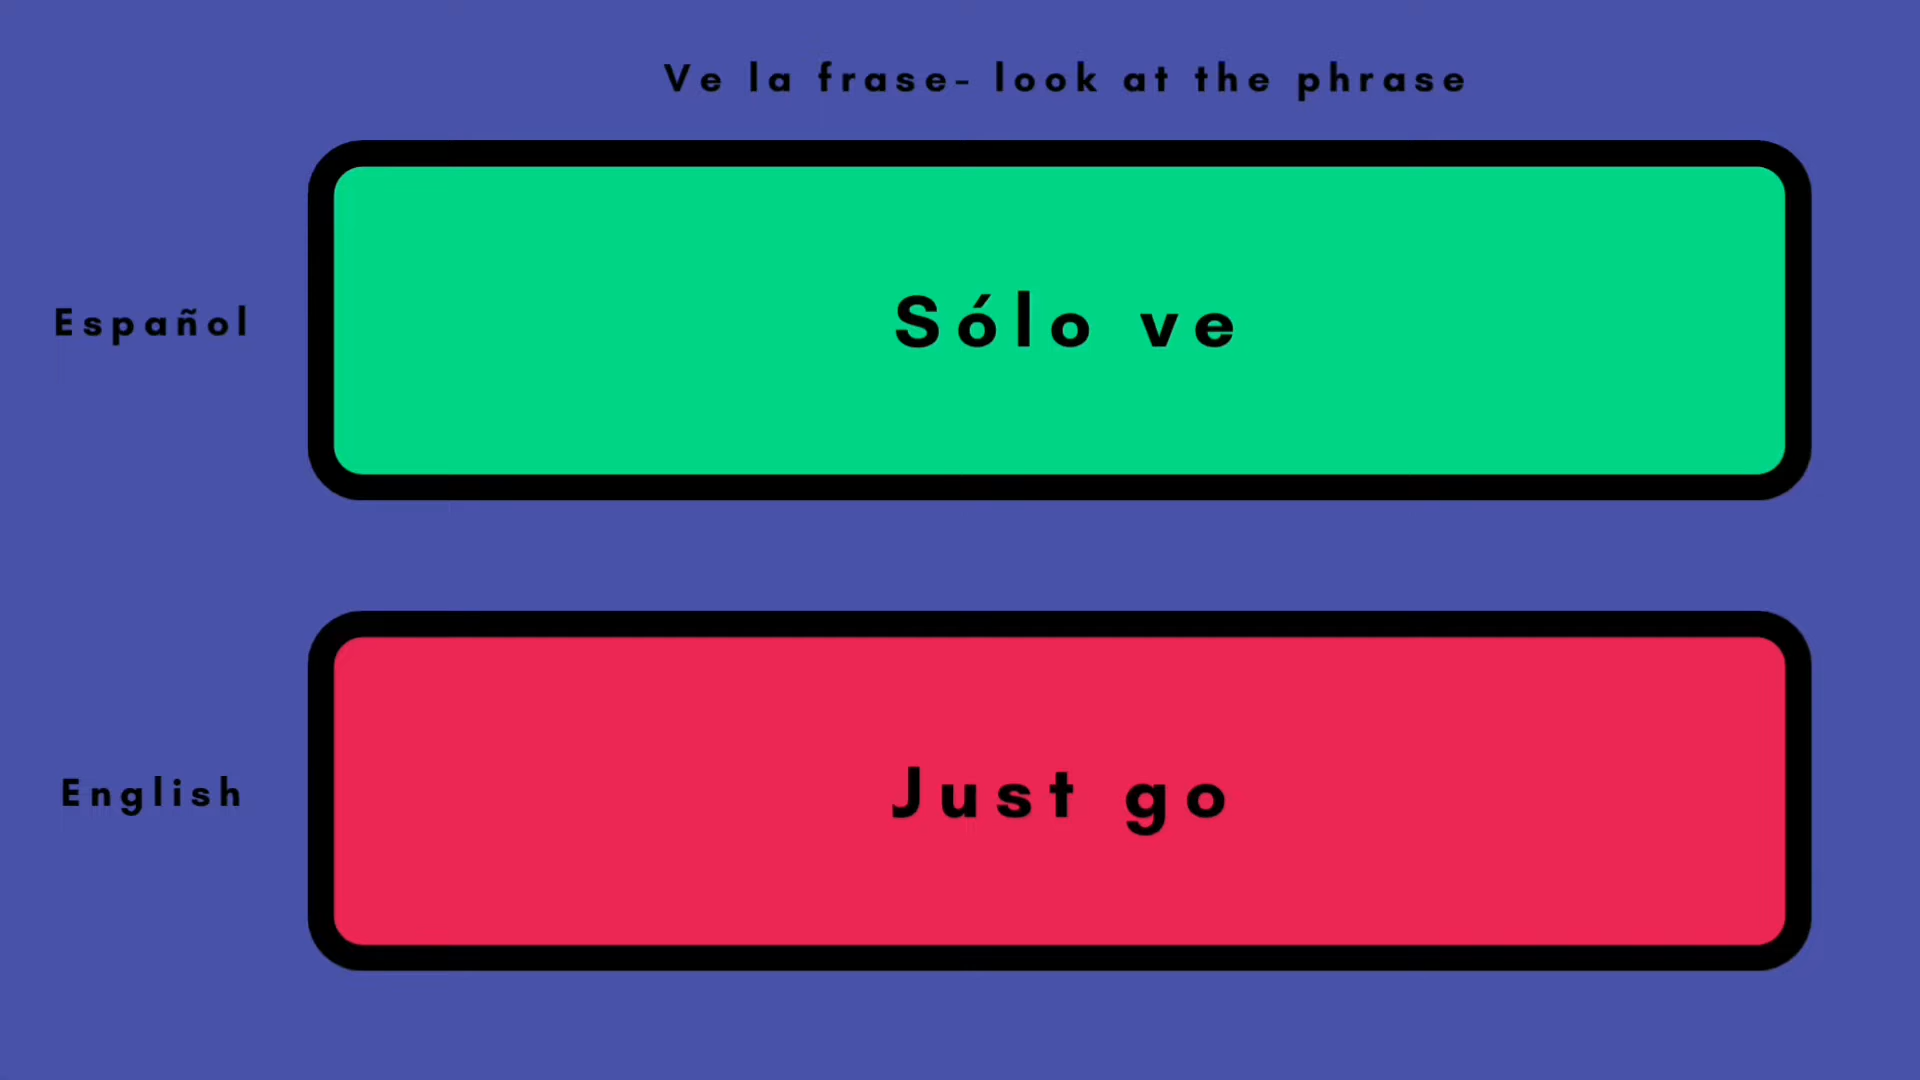 Ve la frase- look at the phrase
Español
Sólo ve
English
Just go